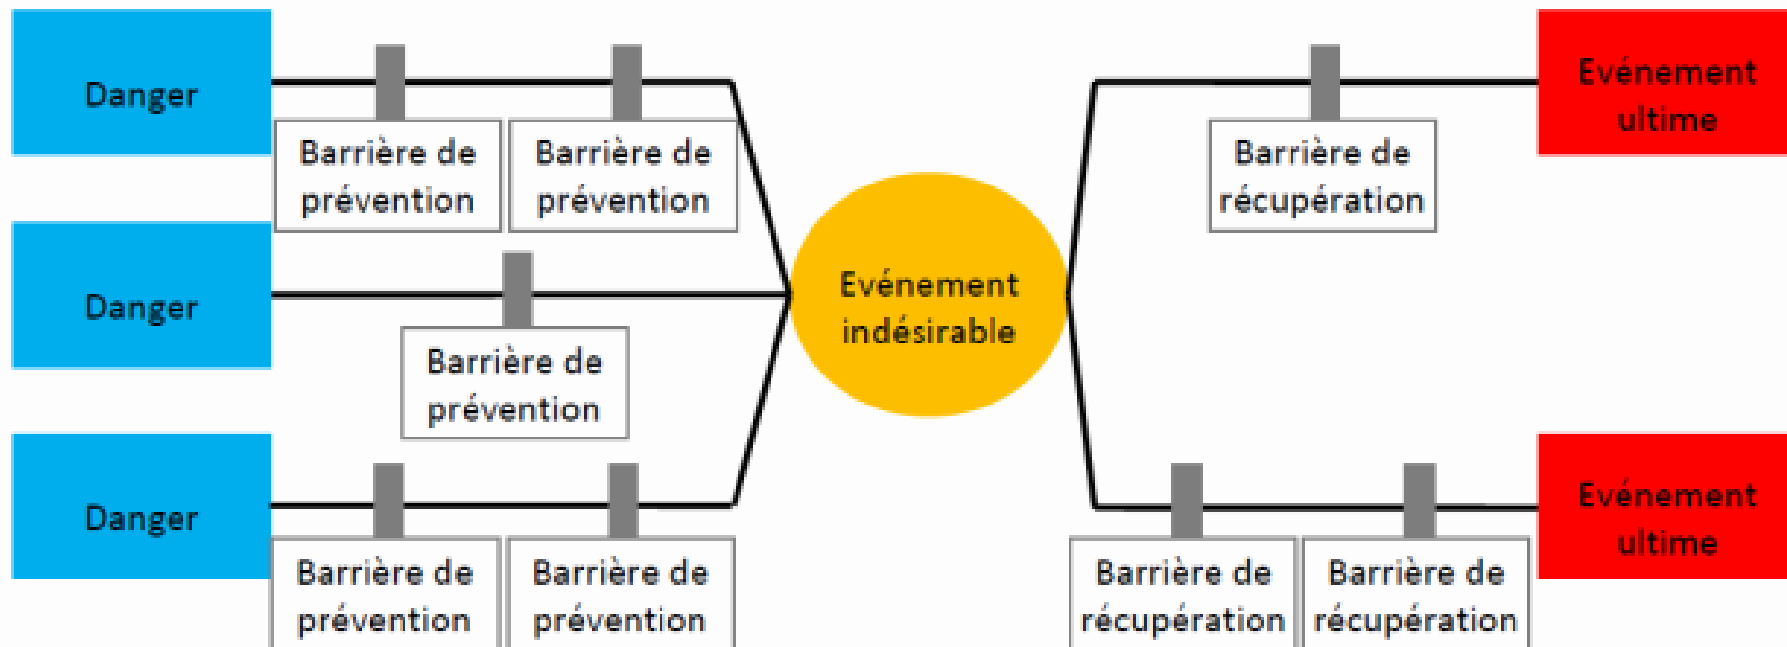 Danger
Barrière de
prévention
Barrière de
prévention
Danger
Barrière de
prévention
Danger
Barrière de
prévention
Barrière de
prévention
Evénement
indésirable
Barrière de
récupération
Evénement
ultime
Barrière de
récupération
Barrière de
récupération
Evénement
ultime